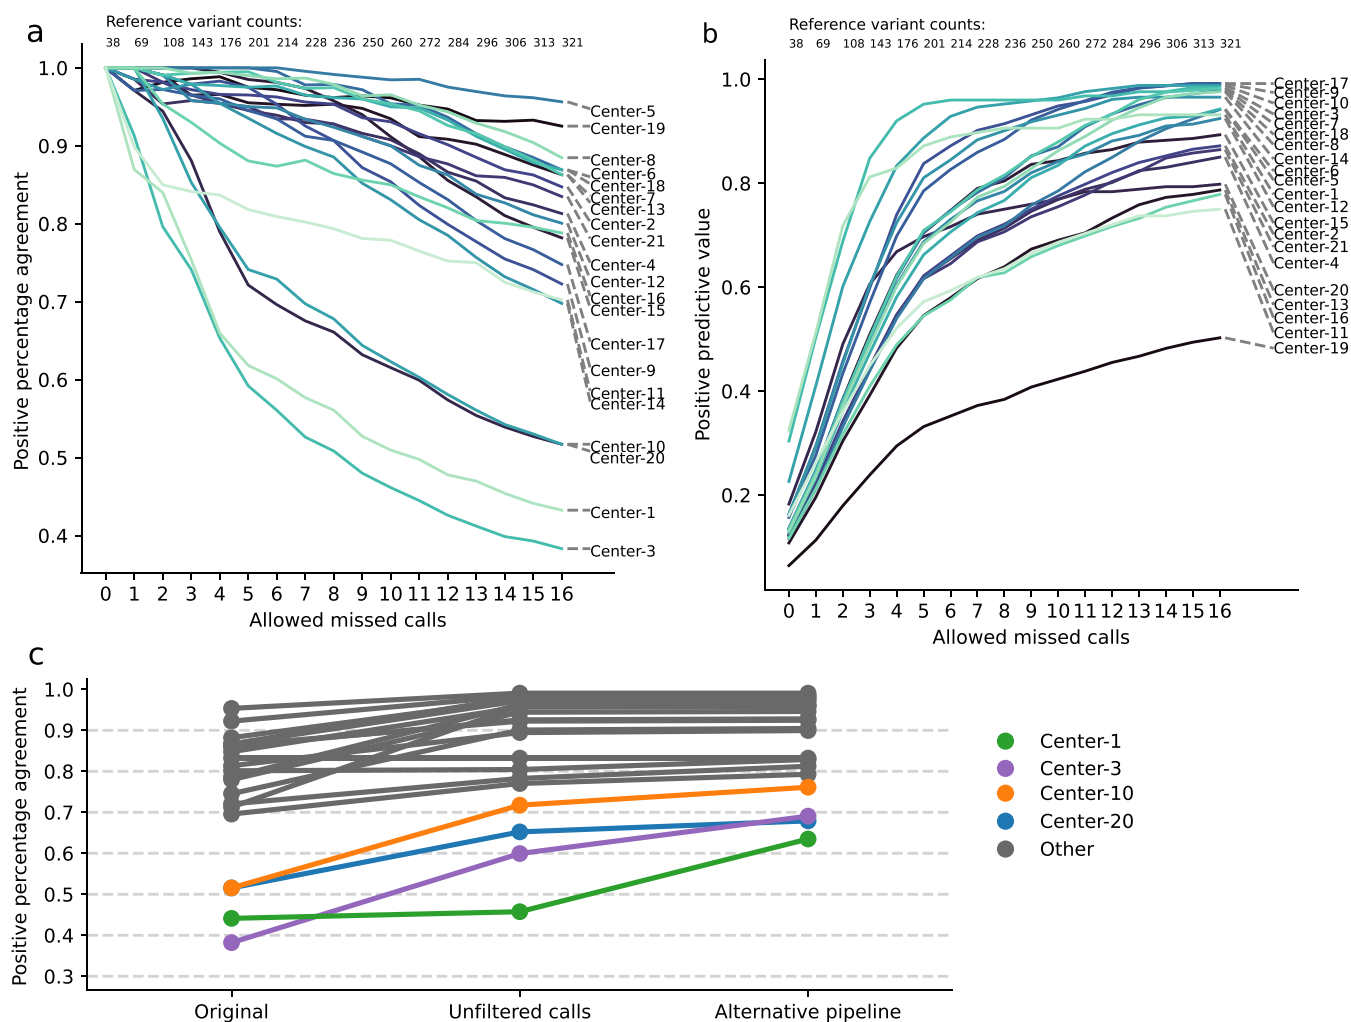 a
Reference variant counts:
38 69 108 143 176 201 214 228 236 250 260 272 284 296 306 313 321
1.0
0.9
0.8
0.7
0.6
0.5
0.4
Positive percentage agreement
0 1 2 3 4 5 6 7 8 9 10 11 12 13 14 15 16
Allowed missed calls
Center-5
Center-19
Center-8
Center-6
Center-18
Center-7
Center-13
Center-2
Center-21
Center-4
Center-12
Center-16
Center-15
Center-17
Center-9
Center-11
Center-14
Center-10
Center-20
Center-1
Center-3
b
Reference variant counts:
38 69 108 143 176 201 214 228 236 250 260 272 284 296 306 313 321
1.0
0.8
0.6
0.4
0.2
Positive predictive value
0 1 2 3 4 5 6 7 8 9 10 11 12 13 14 15 16
Allowed missed calls
Center-17
Center-9
Center-10
Center-3
Center-7
Center-18
Center-8
Center-14
Center-6
Center-5
Center-1
Center-12
Center-15
Center-2
Center-21
Center-4
Center-20
Center-13
Center-16
Center-11
Center-19
c
1.0
0.9
0.8
0.7
0.6
0.5
0.4
0.3
Positive percentage agreement
Original Unfiltered calls Alternative pipeline
Center-1
Center-3
Center-10
Center-20
Other